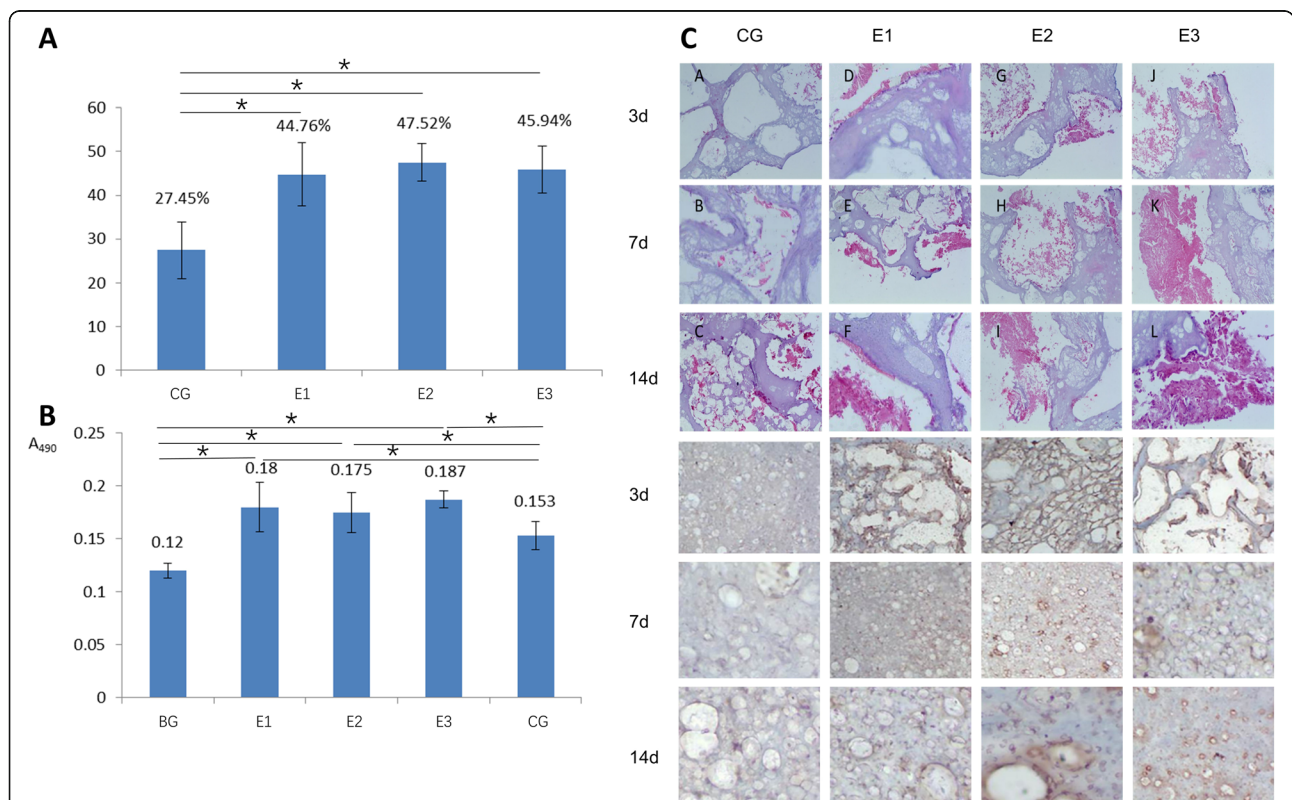 A
*
*
*
60
50
40
30
20
10
0
27.45%
44.76%
47.52%
45.94%
CG E1 E2 E3
B
A490
*
*
*
*
*
0.25
0.2
0.15
0.1
0.05
0
0.12
0.18
0.175
0.187
0.153
BG E1 E2 E3 CG
C
CG E1 E2 E3
3d
A D G J
7d
B E H K
14d
C F I L
3d
7d
14d